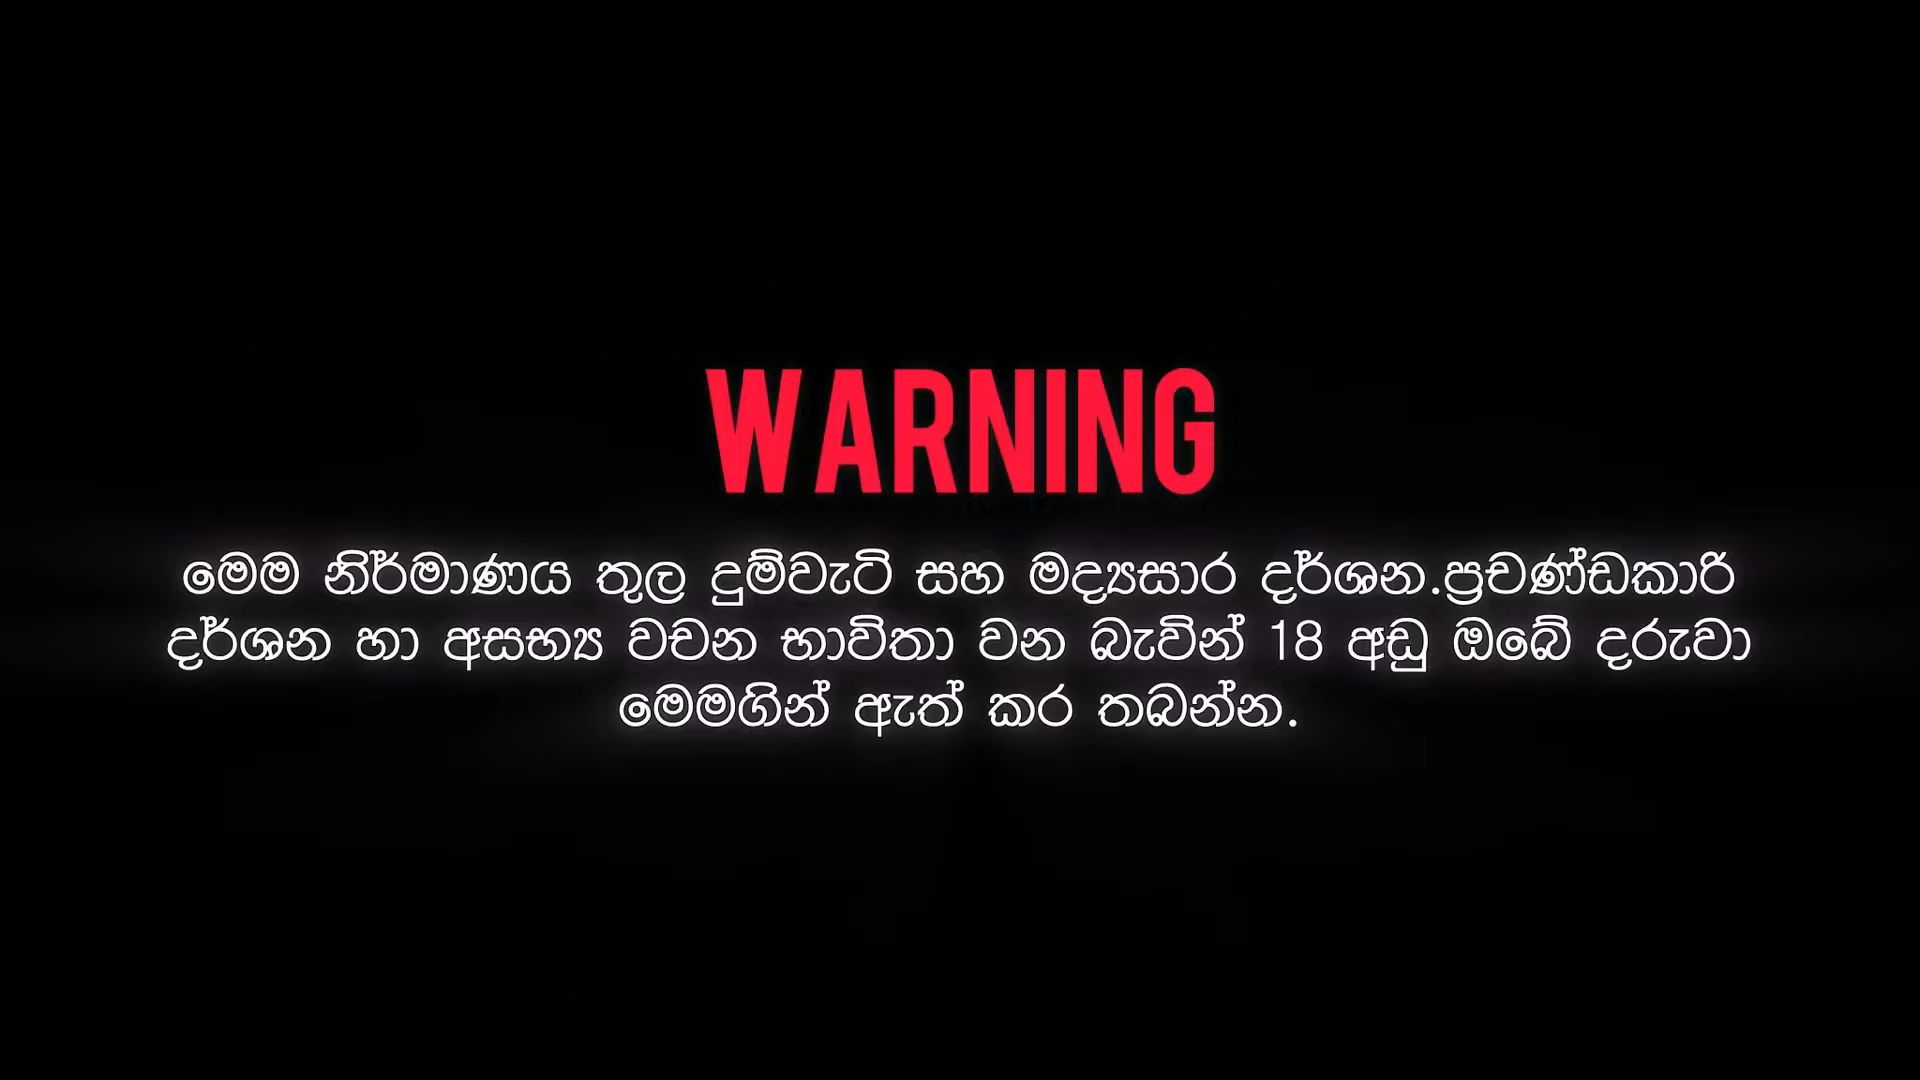 WARNING
මෙම නිර්මාණය තුල දුම්වැටි සහ මද්‍යසාර දර්ශන.ප්‍රචණ්ඩකාරි
දර්ශන හා අසභ්‍ය වචන භාවිතා වන බැවින් 18 අඩු ඔබේ දරුවා
මෙමගින් ඇත් කර තබන්න.